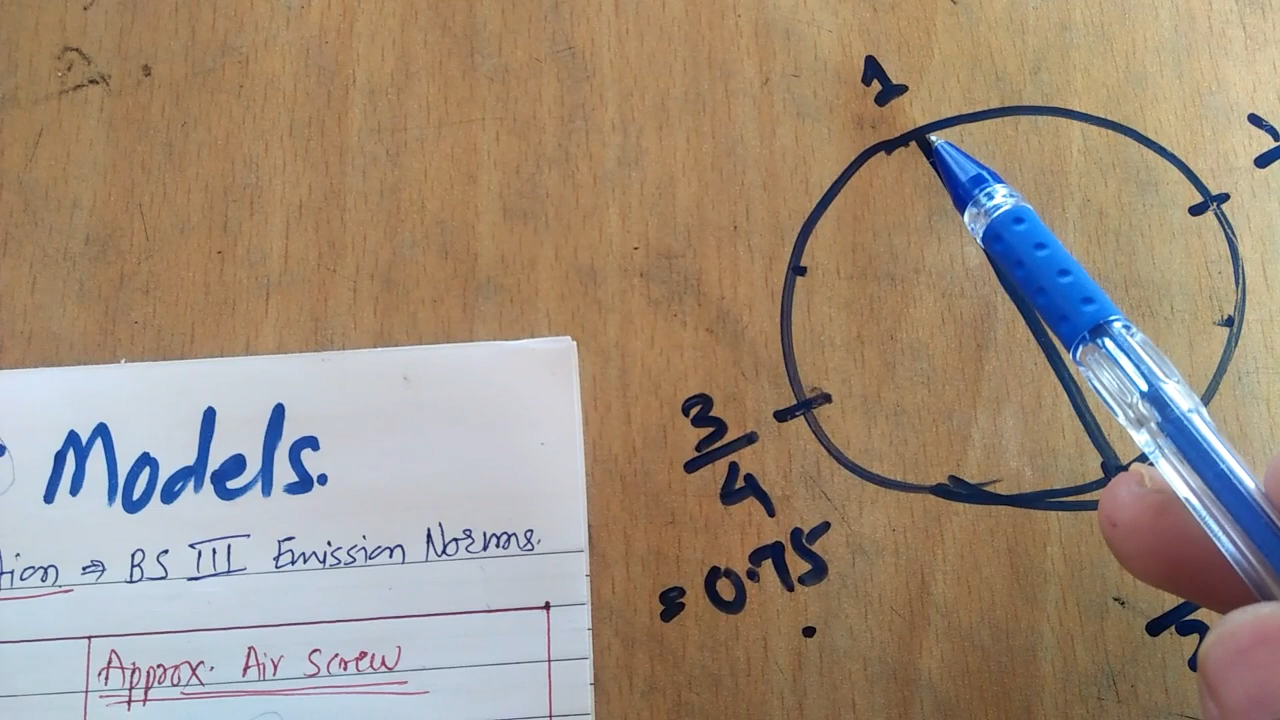 1
3/4
= 0.75
Models.
tion ⇒ BS III Emission Norms.
Approx. Air Screw